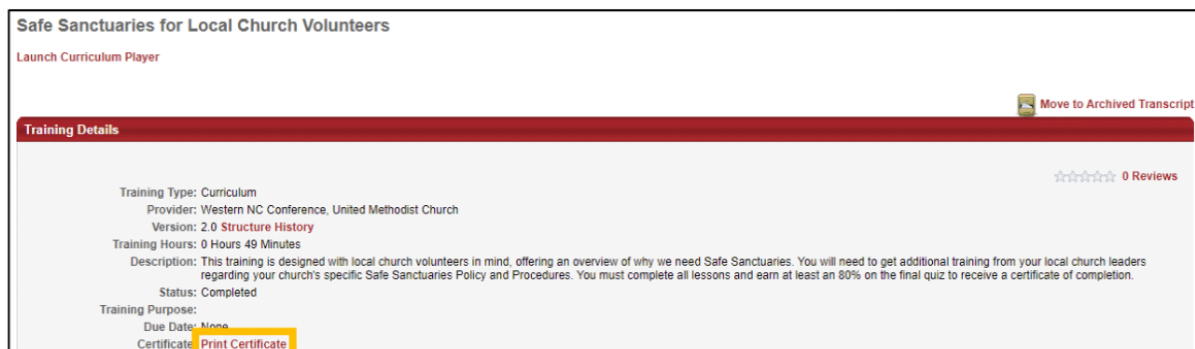 Safe Sanctuaries for Local Church Volunteers
Launch Curriculum Player
Move to Archived Transcript
Training Details
0 Reviews
Training Type: Curriculum
Provider: Western NC Conference, United Methodist Church
Version: 2.0 Structure History
Training Hours: 0 Hours 49 Minutes
Description: This training is designed with local church volunteers in mind, offering an overview of why we need Safe Sanctuaries. You will need to get additional training from your local church leaders
regarding your church's specific Safe Sanctuaries Policy and Procedures. You must complete all lessons and earn at least an 80% on the final quiz to receive a certificate of completion.
Status: Completed
Training Purpose:
Due Date: None
Certificate Print Certificate